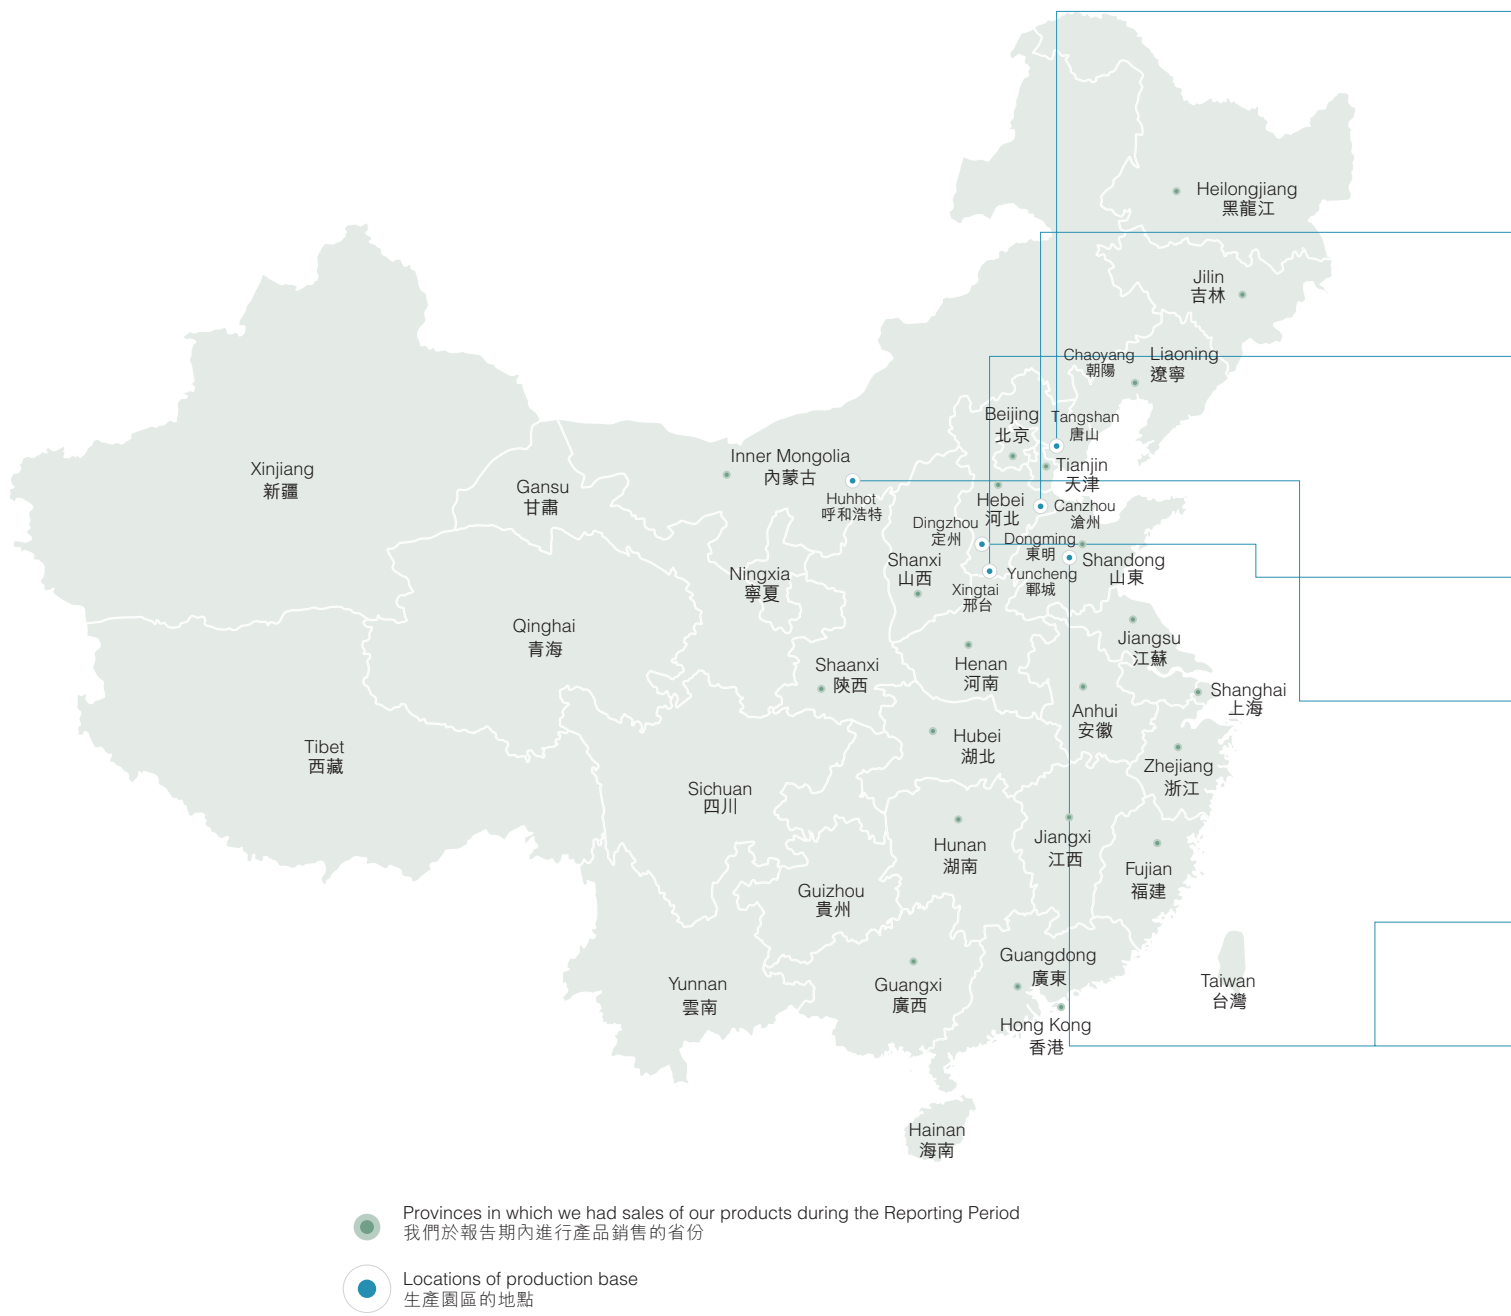 Heilongjiang
黑龍江
Jilin
吉林
Chaoyang
朝陽
Liaoning
遼寧
Beijing
北京
Tangshan
唐山
Inner Mongolia
內蒙古
Tianjin
天津
Xinjiang
新疆
Gansu
甘肅
Huhhot
呼和浩特
Hebei
河北
Canzhou
滄州
Dingzhou
定州
Dongming
東明
Shanxi
山西
Shandong
山東
Ningxia
寧夏
Xingtai
邢台
Yuncheng
鄆城
Qinghai
青海
Jiangsu
江蘇
Shaanxi
陝西
Henan
河南
Shanghai
上海
Anhui
安徽
Tibet
西藏
Hubei
湖北
Zhejiang
浙江
Sichuan
四川
Hunan
湖南
Jiangxi
江西
Fujian
福建
Guizhou
貴州
Guangdong
廣東
Yunnan
雲南
Guangxi
廣西
Taiwan
台灣
Hong Kong
香港
Hainan
海南
Provinces in which we had sales of our products during the Reporting Period
我們於報告期內進行產品銷售的省份
Locations of production base
生產園區的地點